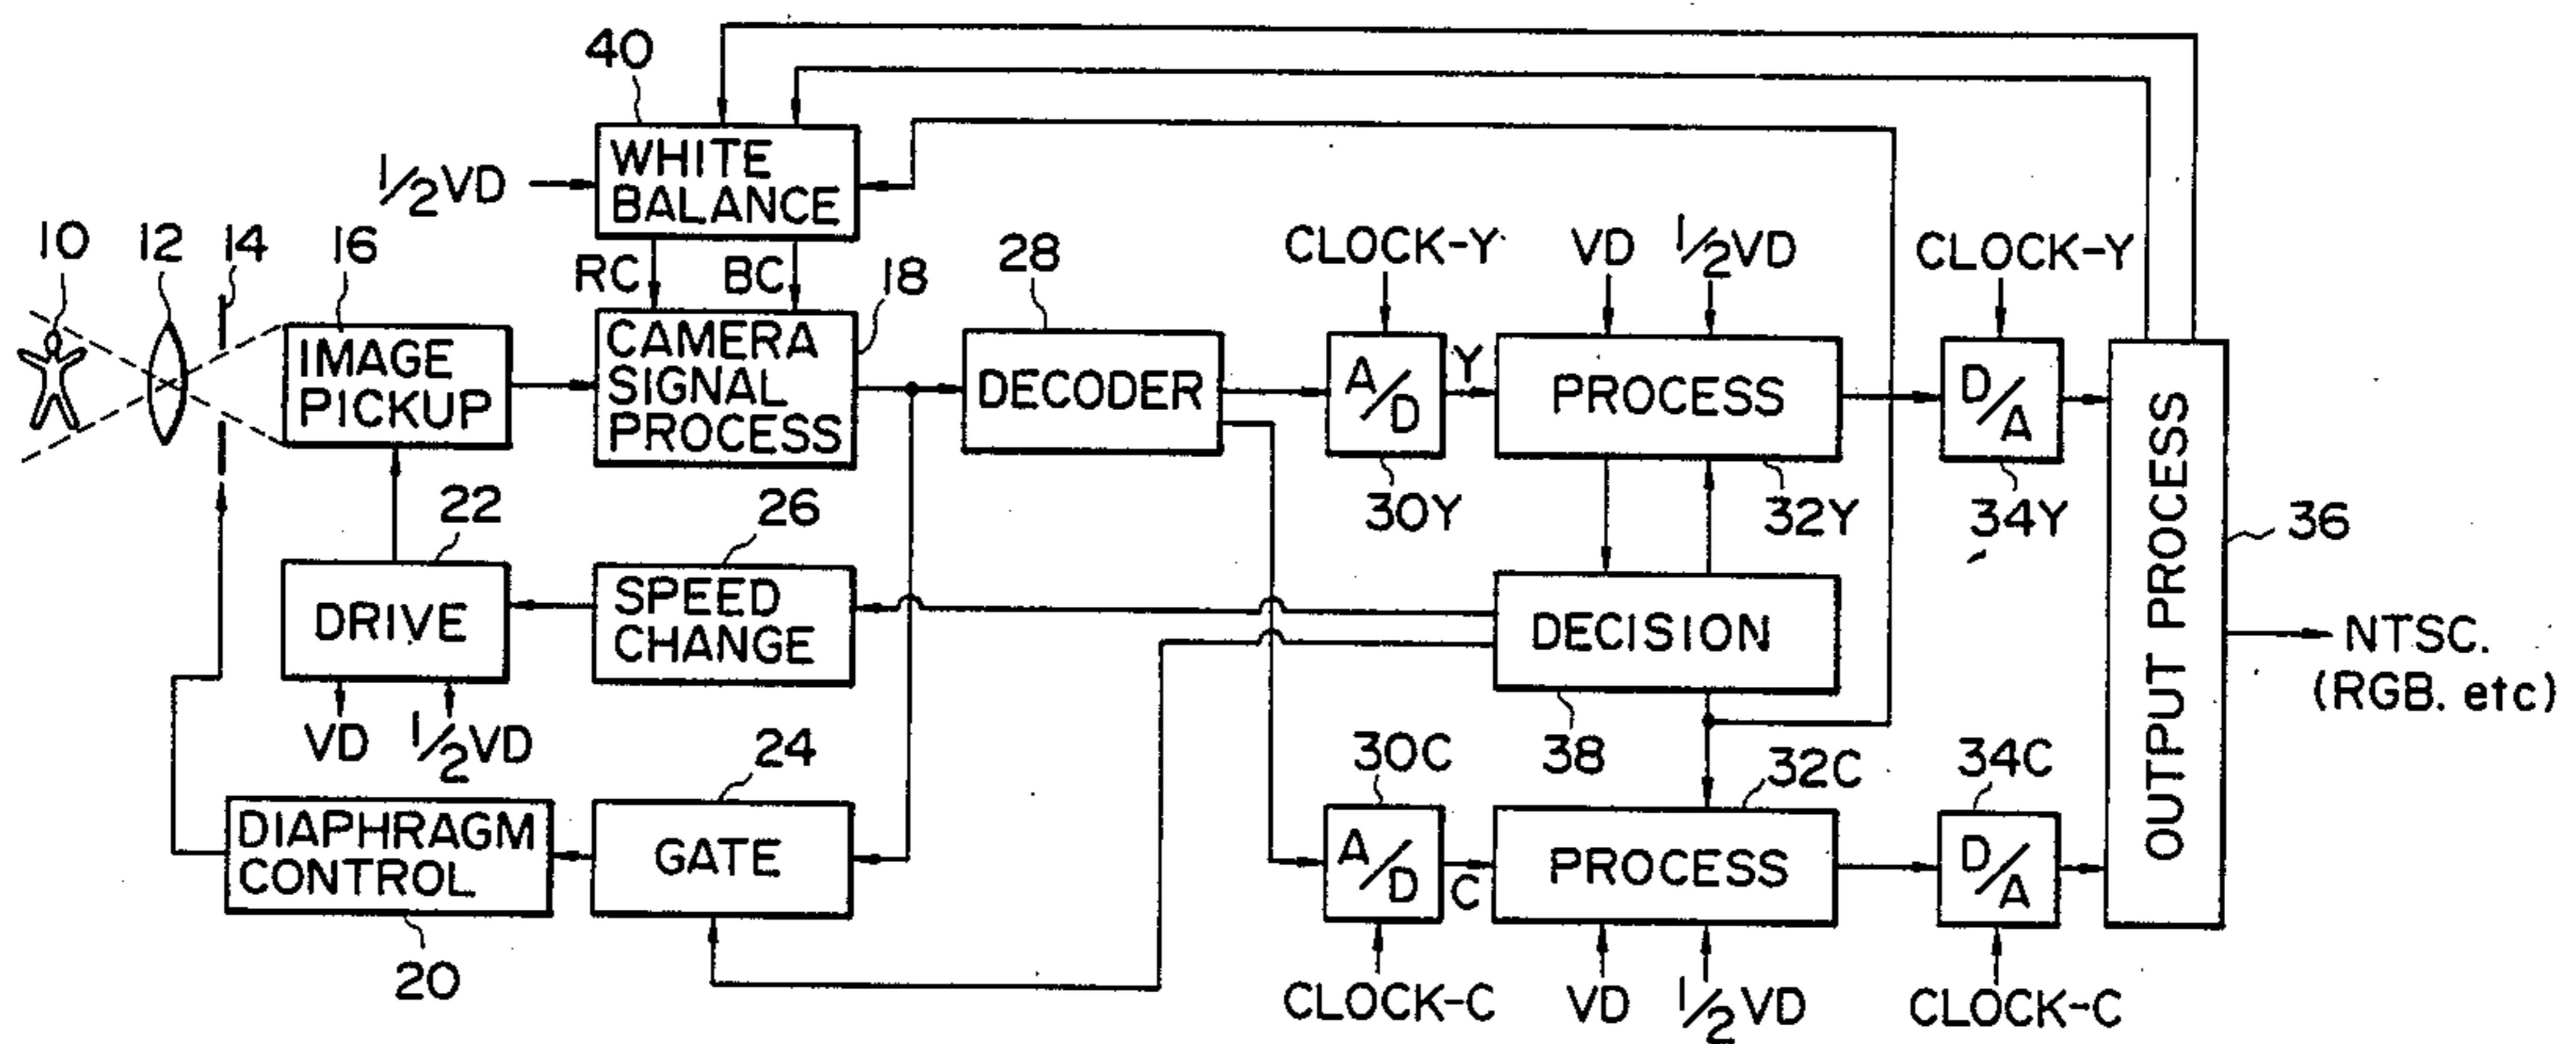 40
WHITE
BALANCE
1/2VD
10
12
14
16
RC
BC
18
28
CLOCK-Y
VD
1/2VD
CLOCK-Y
IMAGE
PICKUP
CAMERA
SIGNAL
PROCESS
DECODER
A/D
Y
PROCESS
D/A
30Y
32Y
34Y
OUTPUT PROCESS
36
22
26
DRIVE
SPEED
CHANGE
DECISION
NTSC.
(RGB. etc)
VD
1/2VD
24
30C
38
32C
34C
DIAPHRAGM
CONTROL
GATE
A/D
C
PROCESS
D/A
20
CLOCK-C
VD
1/2VD
CLOCK-C